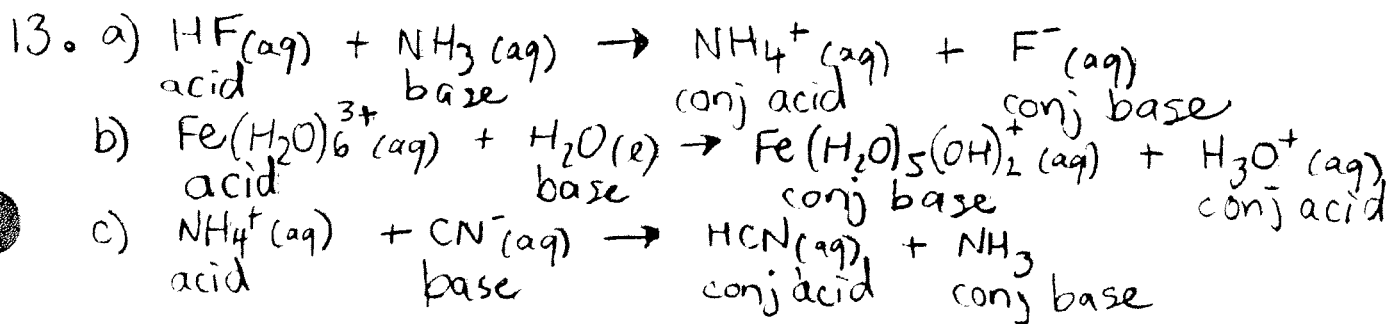 13. a) HF(aq) + NH₃ (aq) → NH₄⁺ (aq) + F⁻(aq)
acid base conj acid conj base
b) Fe(H₂O)₆³⁺(aq) + H₂O(l) → Fe(H₂O)₅(OH)₂⁺ (aq) + H₃O⁺ (aq)
acid base conj base conj acid
c) NH₄⁺ (aq) + CN⁻(aq) → HCN(aq) + NH₃
acid base conj acid conj base